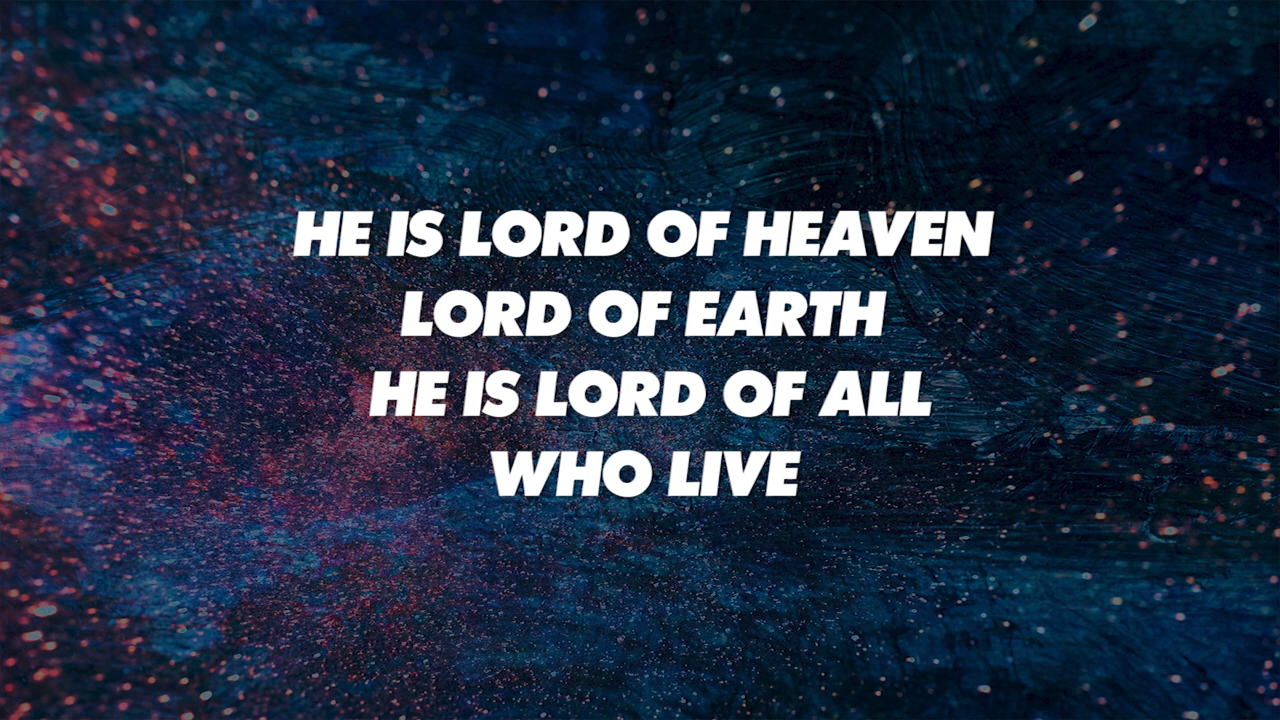 HE IS LORD OF HEAVEN
LORD OF EARTH
HE IS LORD OF ALL
WHO LIVE